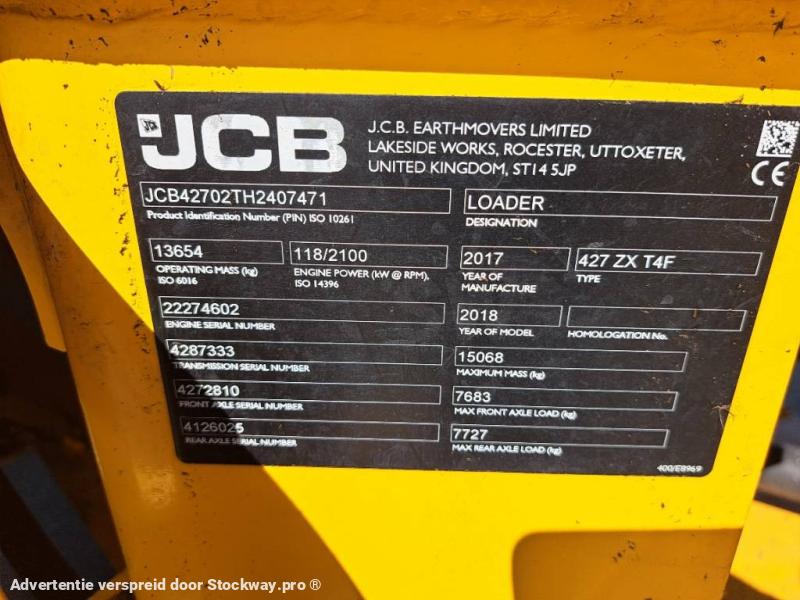 JCB
J.C.B. EARTHMOVERS LIMITED
LAKESIDE WORKS, ROCESTER, UTTOXETER,
UNITED KINGDOM, ST14 5JP
CE
JCB42702TH2407471
Product Identification Number (PIN) ISO 10261
LOADER
DESIGNATION
13654
OPERATING MASS (kg)
ISO 6016
118/2100
ENGINE POWER (kW @ RPM),
ISO 14396
2017
YEAR OF
MANUFACTURE
427 ZX T4F
TYPE
22274602
ENGINE SERIAL NUMBER
2018
YEAR OF MODEL
HOMOLOGATION No.
4287333
TRANSMISSION SERIAL NUMBER
15068
MAXIMUM MASS (kg)
4272810
FRONT AXLE SERIAL NUMBER
7683
MAX FRONT AXLE LOAD (kg)
4126025
REAR AXLE SERIAL NUMBER
7727
MAX REAR AXLE LOAD (kg)
400/E8969
Advertentie verspreid door Stockway.pro ®